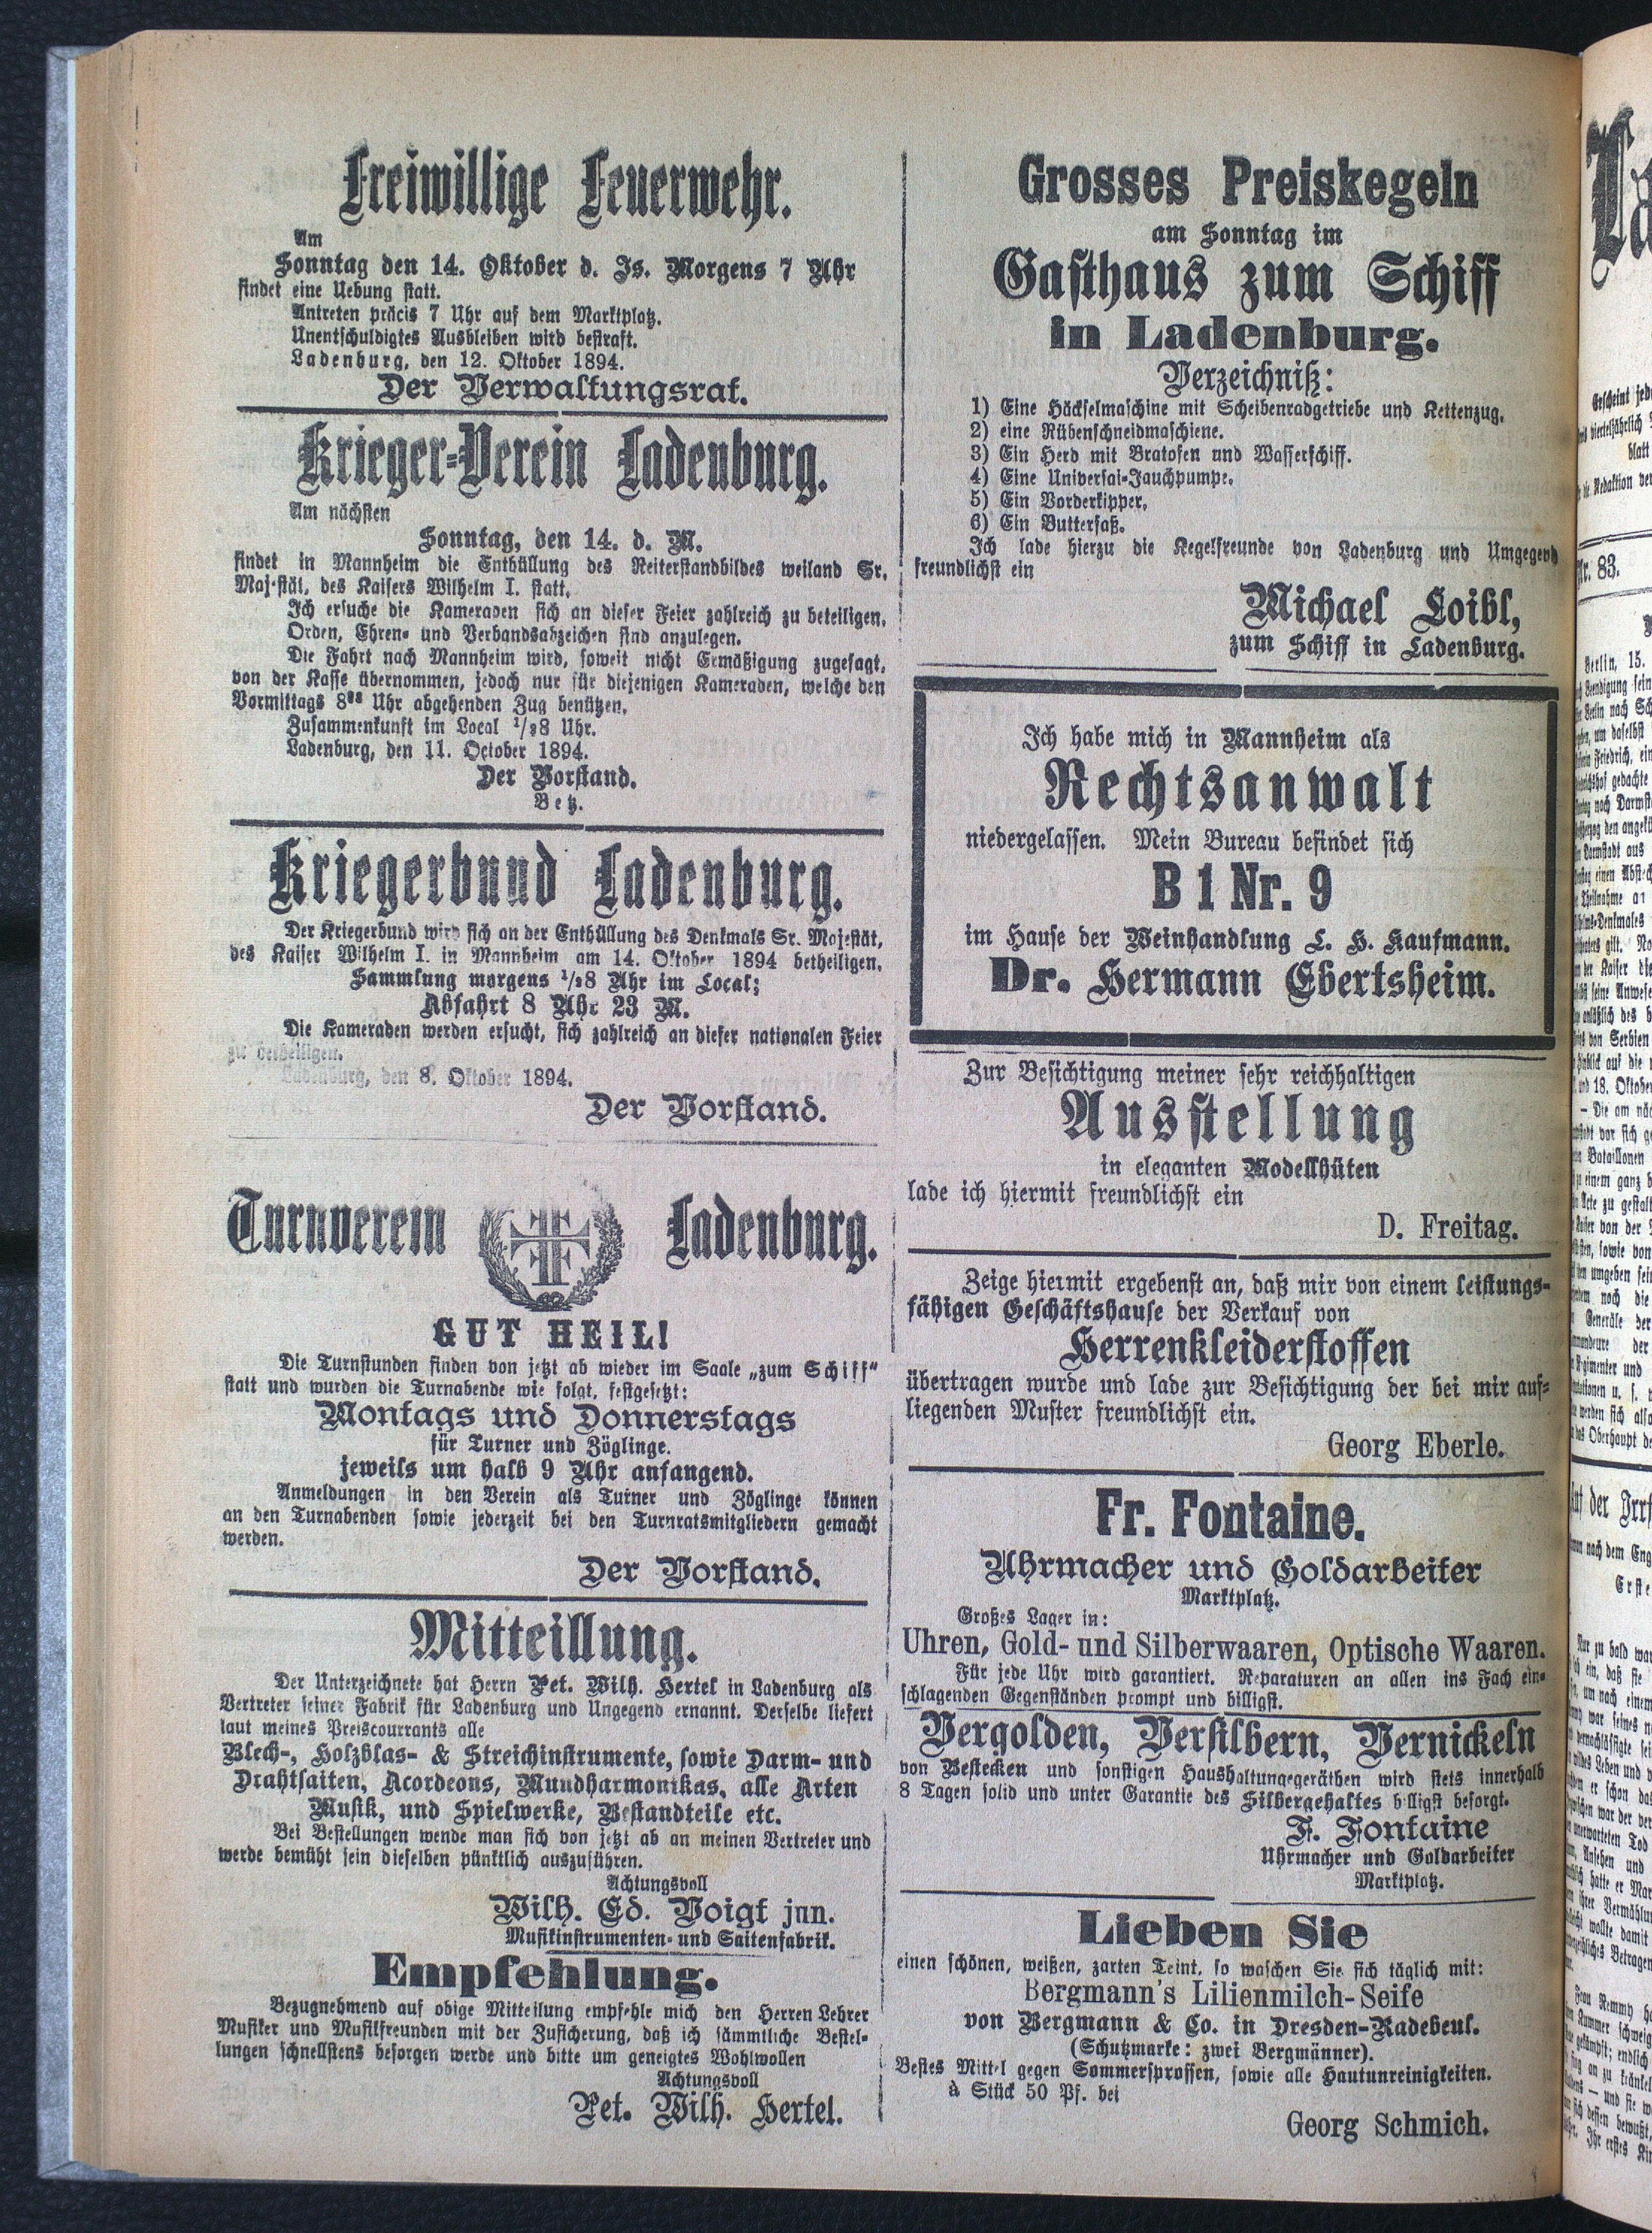 Freiwillige Feuerwehr.
Am
Sonntag den 14. Oktober d. Js. Morgens 7 Uhr
findet eine Uebung statt.
Antreten präcis 7 Uhr auf dem Marktplatz.
Unentschuldigtes Ausbleiben wird bestraft.
Ladenburg, den 12. Oktober 1894.
Der Verwaltungsrat.
Krieger-Verein Ladenburg.
Am nächsten
Sonntag, den 14. d. M.
findet in Mannheim die Enthüllung des Reiterstandbildes weiland Sr.
Majestät, des Kaisers Wilhelm I. statt.
Ich ersuche die Kameraden sich an dieser Feier zahlreich zu beteiligen.
Orden, Ehren- und Verbandsabzeichen sind anzulegen.
Die Fahrt nach Mannheim wird, soweit nicht Ermäßigung zugesagt,
von der Kasse übernommen, jedoch nur für diejenigen Kameraden, welche den
Vormittags 8²³ Uhr abgehenden Zug benützen.
Zusammenkunft im Local ½8 Uhr.
Ladenburg, den 11. October 1894.
Der Vorstand.
Betz.
Kriegerbund Ladenburg.
Der Kriegerbund wird sich an der Enthüllung des Denkmals Sr. Majestät,
des Kaiser Wilhelm I. in Mannheim am 14. Oktober 1894 betheiligen.
Sammlung morgens ½8 Uhr im Local;
Abfahrt 8 Uhr 23 M.
Die Kameraden werden ersucht, sich zahlreich an dieser nationalen Feier
zu betheiligen.
Ladenburg, den 8. Oktober 1894.
Der Vorstand.
Turnverein Ladenburg.
GUT HEIL!
Die Turnstunden finden von jetzt ab wieder im Saale „zum Schiff“
statt und wurden die Turnabende wie folgt, festgesetzt:
Montags und Donnerstags
für Turner und Zöglinge.
jeweils um halb 9 Uhr anfangend.
Anmeldungen in den Verein als Turner und Zöglinge können
an den Turnabenden sowie jederzeit bei den Turnratsmitgliedern gemacht
werden.
Der Vorstand.
Mitteillung.
Der Unterzeichnete hat Herrn Pet. Wilh. Hertel in Ladenburg als
Vertreter seiner Fabrik für Ladenburg und Ungegend ernannt. Derselbe liefert
laut meines Preiscourrants alle
Blech-, Holzblas- & Streichinstrumente, sowie Darm- und
Drahtsaiten, Acordeons, Mundharmonikas, alle Arten
Musik, und Spielwerke, Bestandteile etc.
Bei Bestellungen wende man sich von jetzt ab an meinen Vertreter und
werde bemüht sein dieselben pünktlich auszuführen.
Achtungsvoll
Wilh. Ed. Voigt jun.
Musikinstrumenten- und Saitenfabrik.
Empfehlung.
Bezugnehmend auf obige Mitteilung empfehle mich den Herren Lehrer
Musiker und Musikfreunden mit der Zusicherung, daß ich sämmtliche Bestel-
lungen schnellstens besorgen werde und bitte um geneigtes Wohlwollen
Achtungsvoll
Pet. Wilh. Hertel.
Grosses Preiskegeln
am Sonntag im
Gasthaus zum Schiff
in Ladenburg.
Verzeichniß:
1) Eine Häckselmaschine mit Scheibenradgetriebe und Kettenzug.
2) eine Rübenschneidmaschiene.
3) Ein Herd mit Bratofen und Wasserschiff.
4) Eine Universal-Jauchpumpe.
5) Ein Vorderkipper.
6) Ein Butterfaß.
Ich lade hierzu die Kegelfreunde von Ladenburg und Umgegend
freundlichst ein
Michael Loibl,
zum Schiff in Ladenburg.
Ich habe mich in Mannheim als
Rechtsanwalt
niedergelassen. Mein Bureau befindet sich
B 1 Nr. 9
im Hause der Weinhandlung L. H. Kaufmann.
Dr. Hermann Ebertsheim.
Zur Besichtigung meiner sehr reichhaltigen
Ausstellung
in eleganten Modellhüten
lade ich hiermit freundlichst ein
D. Freitag.
Zeige hiermit ergebenst an, daß mir von einem leistungs-
fähigen Geschäftshause der Verkauf von
Herrenkleiderstoffen
übertragen wurde und lade zur Besichtigung der bei mir auf-
liegenden Muster freundlichst ein.
Georg Eberle.
Fr. Fontaine.
Uhrmacher und Goldarbeiter
Marktplatz.
Großes Lager in:
Uhren, Gold- und Silberwaaren, Optische Waaren.
Für jede Uhr wird garantiert. Reparaturen an allen ins Fach ein-
schlagenden Gegenständen prompt und billigst.
Vergolden, Versilbern, Vernickeln
von Bestecken und sonstigen Haushaltungsgeräthen wird stets innerhalb
8 Tagen solid und unter Garantie des Silbergehaltes billigst besorgt.
F. Fontaine
Uhrmacher und Goldarbeiter
Marktplatz.
Lieben Sie
einen schönen, weißen, zarten Teint, so waschen Sie sich täglich mit:
Bergmann's Lilienmilch-Seife
von Bergmann & Co. in Dresden-Radebeul.
(Schutzmarke: zwei Bergmänner).
Bestes Mittel gegen Sommersprossen, sowie alle Hautunreinigkeiten.
à Stück 50 Pf. bei
Georg Schmich.
Erscheint
Nr. 83.
Berlin, 15.